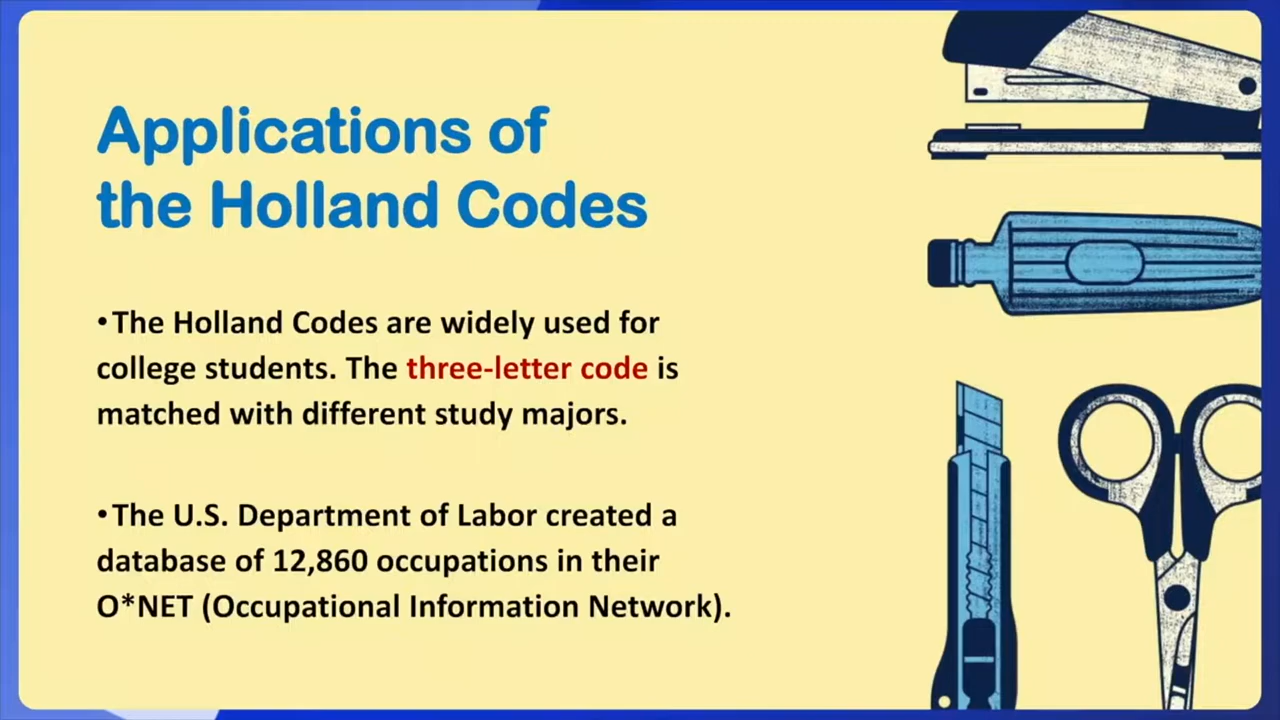 Applications of
the Holland Codes
•The Holland Codes are widely used for
college students. The three-letter code is
matched with different study majors.
•The U.S. Department of Labor created a
database of 12,860 occupations in their
O*NET (Occupational Information Network).